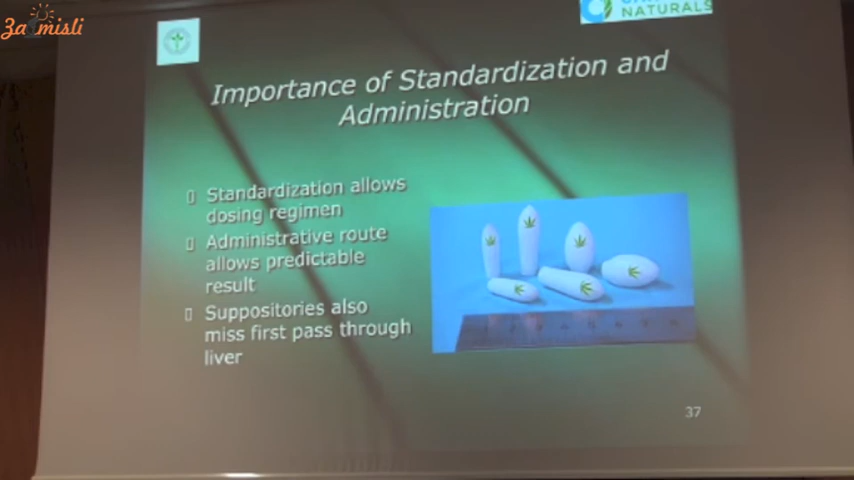 Za misli
NATURALS
Importance of Standardization and
Administration
Standardization allows
dosing regimen
Administrative route
allows predictable
result
Suppositories also
miss first pass through
liver
37